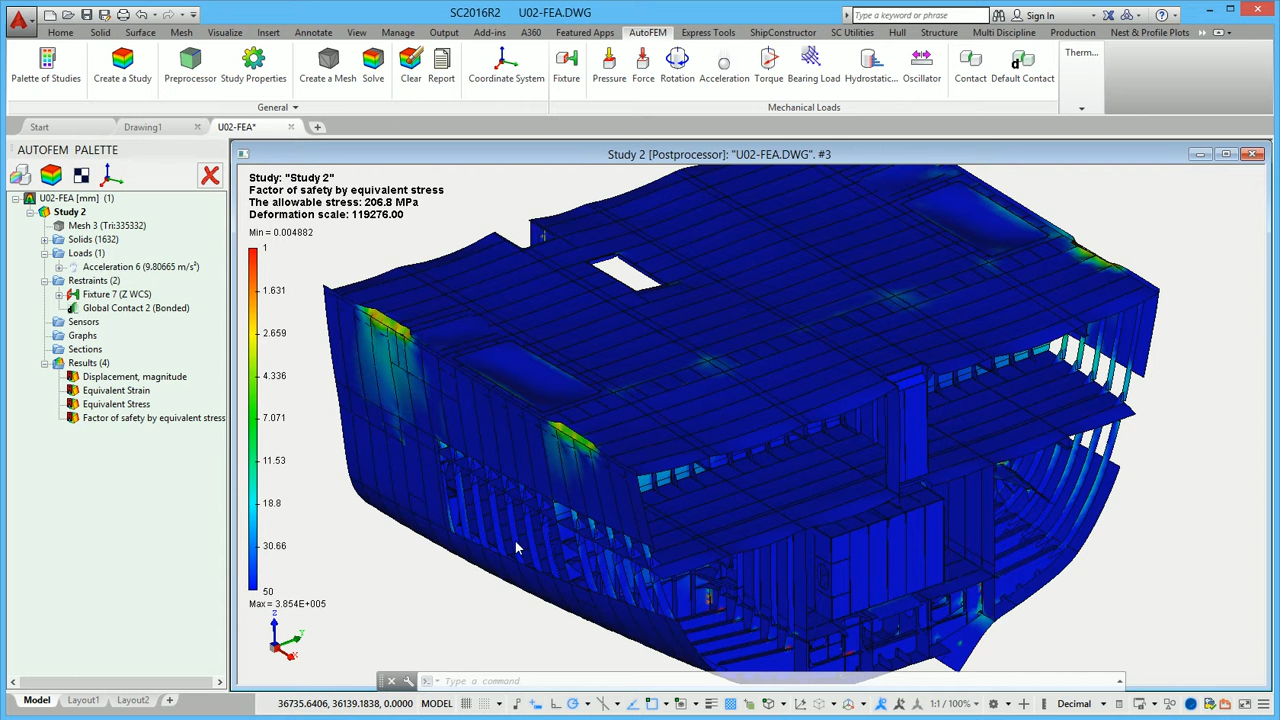 SC2016R2 U02-FEA.DWG
Type a keyword or phrase
Sign In
Home Solid Surface Mesh Visualize Insert Annotate View Manage Output Add-ins A360 Featured Apps AutoFEM Express Tools ShipConstructor SC Utilities Hull Structure Multi Discipline Production Nest & Profile Plots
Palette of Studies Create a Study Preprocessor Study Properties Create a Mesh Solve Clear Report Coordinate System Fixture Pressure Force Rotation Acceleration Torque Bearing Load Hydrostatic... Oscillator Contact Default Contact Therm...
General Mechanical Loads
Start Drawing1 U02-FEA*
AUTOFEM PALETTE
U02-FEA [mm] (1)
Study 2
Mesh 3 (Tri:335332)
Solids (1632)
Loads (1)
Acceleration 6 (9.80665 m/s²)
Restraints (2)
Fixture 7 (Z WCS)
Global Contact 2 (Bonded)
Sensors
Graphs
Sections
Results (4)
Displacement, magnitude
Equivalent Strain
Equivalent Stress
Factor of safety by equivalent stress
Study 2 [Postprocessor]: "U02-FEA.DWG", #3
Study: "Study 2"
Factor of safety by equivalent stress
The allowable stress: 206.8 MPa
Deformation scale: 119276.00
Min = 0.004882
1
1.631
2.659
4.336
7.071
11.53
18.8
30.66
50
Max = 3.854E+005
Z
Y
X
Type a command
Model Layout1 Layout2
36735.6406, 36139.1838, 0.0000 MODEL
1:1 / 100%
Decimal